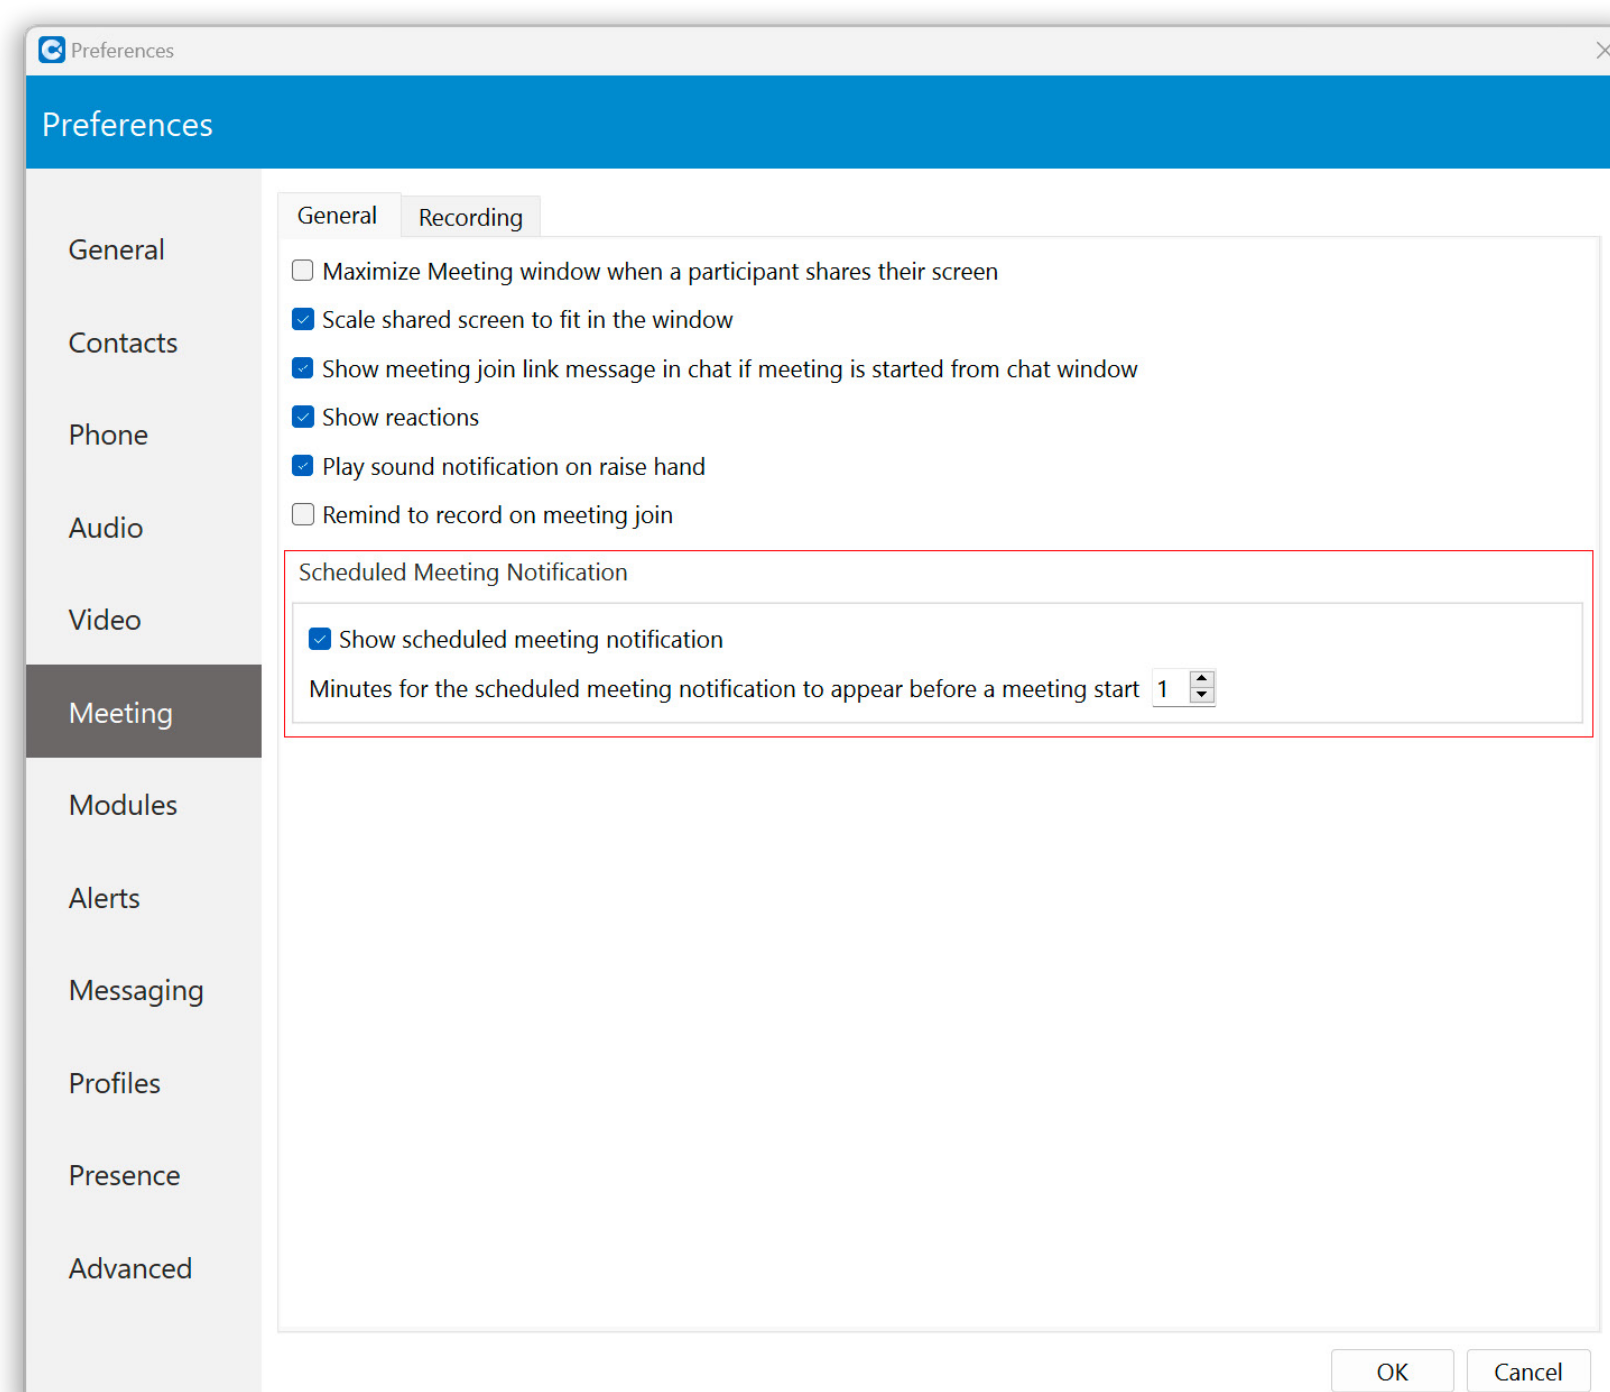 Preferences
Preferences
General
Contacts
Phone
Audio
Video
Meeting
Modules
Alerts
Messaging
Profiles
Presence
Advanced
General Recording
Maximize Meeting window when a participant shares their screen
Scale shared screen to fit in the window
Show meeting join link message in chat if meeting is started from chat window
Show reactions
Play sound notification on raise hand
Remind to record on meeting join
Scheduled Meeting Notification
Show scheduled meeting notification
Minutes for the scheduled meeting notification to appear before a meeting start 1
OK Cancel